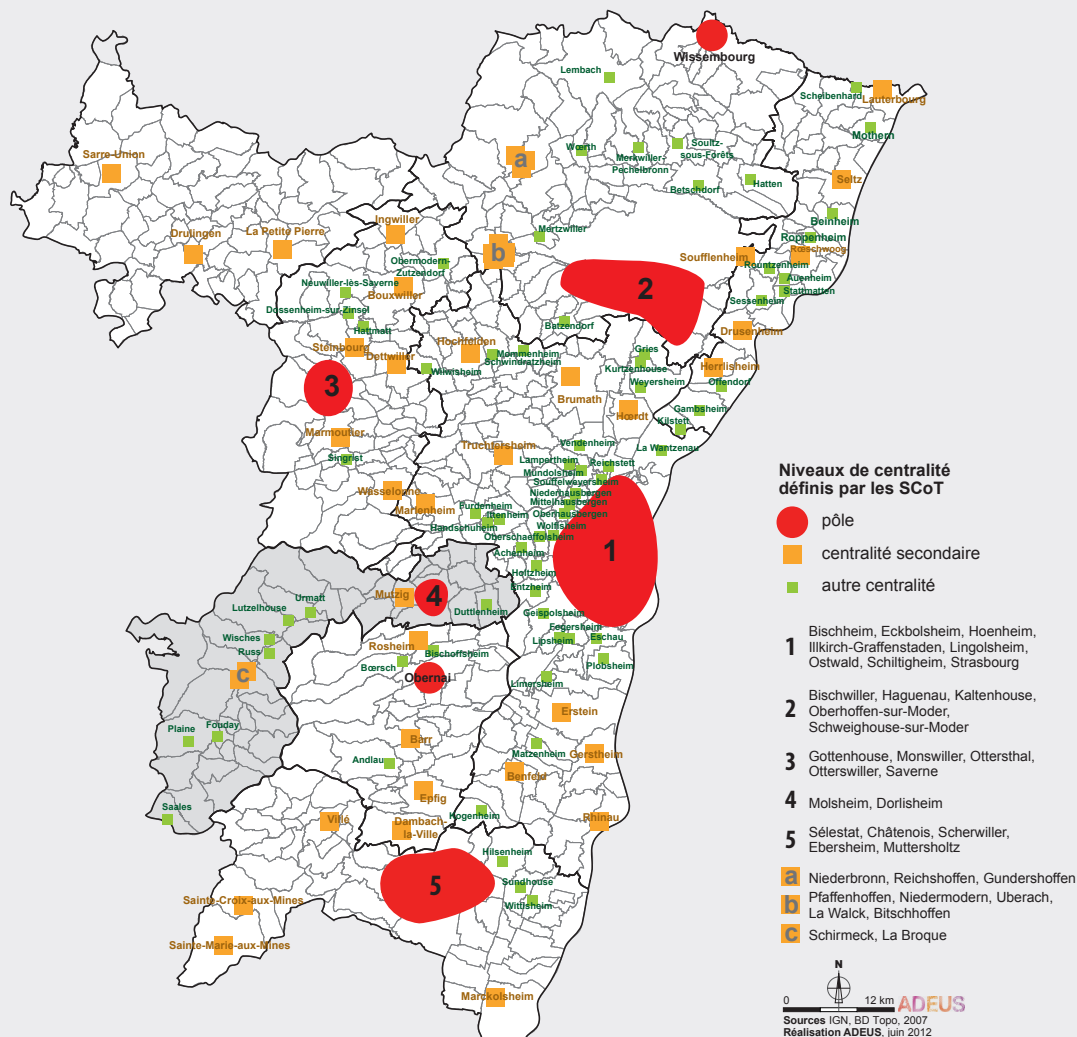 Wissembourg
Lembach
Scheibenhard
Lauterbourg
Mothern
Sarre-Union
a
Wœrth
Merkwiller-
Pechelbronn
Soultz-
sous-Forêts
Betschdorf
Hatten
Seltz
Drulingen
La Petite Pierre
Ingwiller
Mertzwiller
Beinheim
Roppenheim
Rœschwoog
b
Obermodern-
Zutzendorf
Soufflenheim
Rountzenheim
Auenheim
Stattmatten
Sessenheim
Neuwiller-lès-Saverne
Bouxwiller
2
Dossenheim-sur-Zinsel
Hattmatt
Batzendorf
Drusenheim
Steinbourg
Dettwiller
Hochfelden
Mommenheim
Schwindratzheim
Wilwisheim
Gries
Kurtzenhouse
Weyersheim
Herrlisheim
Offendorf
3
Brumath
Hœrdt
Gambsheim
Kilstett
Marmoutier
Singrist
Truchtersheim
Vendenheim
La Wantzenau
Lampertheim
Reichstett
Mundolsheim
Souffelweyersheim
Niederhausbergen
Mittelhausbergen
Oberhausbergen
Wasselonne
Marlenheim
Furdenheim
Ittenheim
Handschuheim
Wolfisheim
Oberschaeffolsheim
Achenheim
1
Holtzheim
Entzheim
Mutzig
4
Duttlenheim
Urmatt
Lutzelhouse
Geispolsheim
Fegersheim
Lipsheim
Eschau
Wisches
Russ
Rosheim
Bischoffsheim
Bœrsch
Obernai
Plobsheim
Limersheim
c
Erstein
Plaine
Fouday
Barr
Andlau
Matzenheim
Gerstheim
Benfeld
Epfig
Saales
Villé
Dambach-
la-Ville
Kogenheim
Rhinau
Hilsenheim
5
Sundhouse
Wittisheim
Sainte-Croix-aux-Mines
Sainte-Marie-aux-Mines
Marckolsheim
Niveaux de centralité
définis par les SCoT
pôle
centralité secondaire
autre centralité
1 Bischheim, Eckbolsheim, Hoenheim,
Illkirch-Graffenstaden, Lingolsheim,
Ostwald, Schiltigheim, Strasbourg
2 Bischwiller, Haguenau, Kaltenhouse,
Oberhoffen-sur-Moder,
Schweighouse-sur-Moder
3 Gottenhouse, Monswiller, Ottersthal,
Otterswiller, Saverne
4 Molsheim, Dorlisheim
5 Sélestat, Châtenois, Scherwiller,
Ebersheim, Muttersholtz
a Niederbronn, Reichshoffen, Gundershoffen
b Pfaffenhoffen, Niedermodern, Uberach,
La Walck, Bitschhoffen
c Schirmeck, La Broque
N
0 12 km ADEUS
Sources IGN, BD Topo, 2007
Réalisation ADEUS, juin 2012